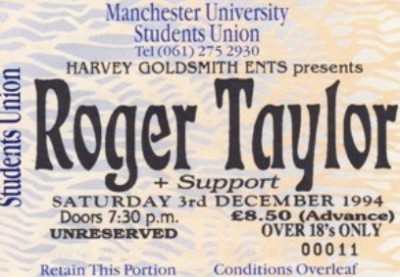 Manchester University
Students Union
Tel (061) 275 2930
HARVEY GOLDSMITH ENTS presents
Students Union
Roger Taylor
+ Support
SATURDAY 3rd DECEMBER 1994
Doors 7:30 p.m. £8.50 (Advance)
UNRESERVED OVER 18's ONLY
00011
Retain This Portion Conditions Overleaf